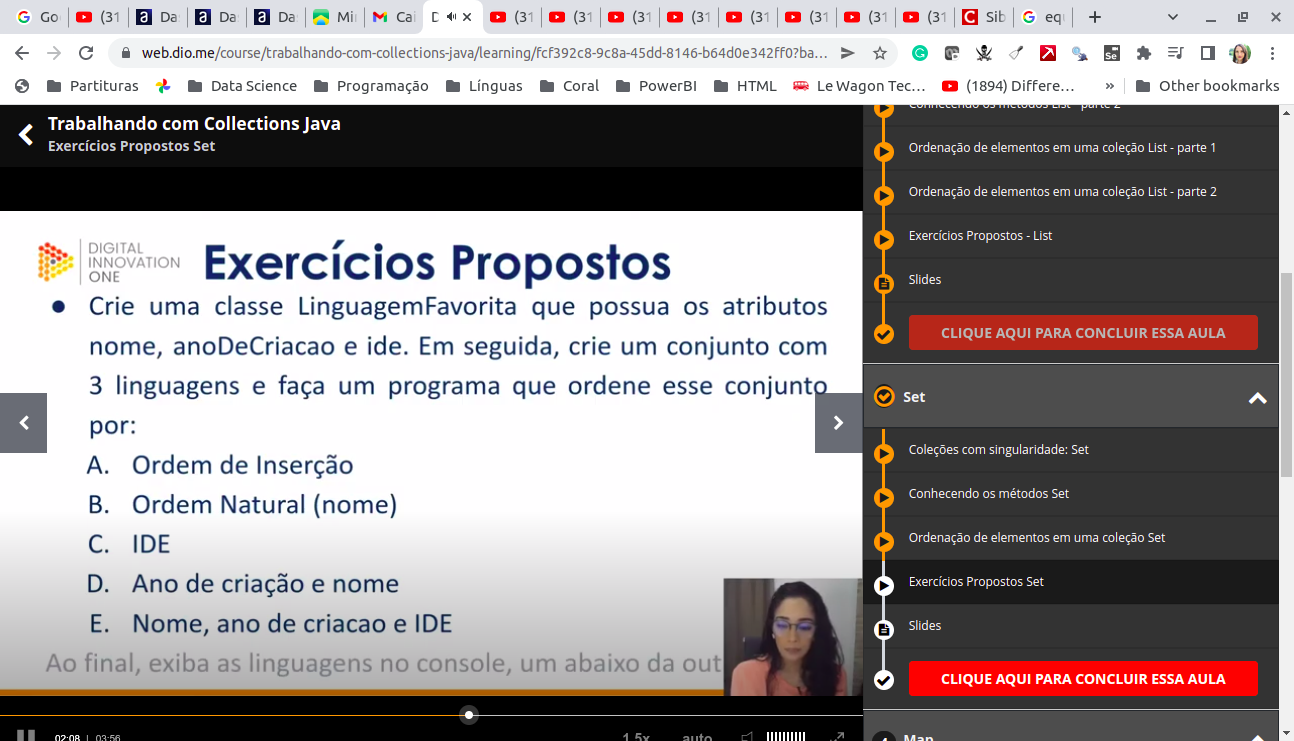 Go
(31
Da
Da
Da
Mi
Cai
D
(31
(31
(31
(31
(31
(31
(31
(31
Sib
equ
web.dio.me/course/trabalhando-com-collections-java/learning/fcf392c8-9c8a-45dd-8146-b64d0e342ff0?ba...
Partituras
Data Science
Programação
Línguas
Coral
PowerBI
HTML
Le Wagon Tec...
(1894) Differe...
»
Other bookmarks
Trabalhando com Collections Java
Exercícios Propostos Set
DIGITAL
INNOVATION
ONE
Exercícios Propostos
• Crie uma classe LinguagemFavorita que possua os atributos
nome, anoDeCriacao e ide. Em seguida, crie um conjunto com
3 linguagens e faça um programa que ordene esse conjunto
por:
A. Ordem de Inserção
B. Ordem Natural (nome)
C. IDE
D. Ano de criação e nome
E. Nome, ano de criacao e IDE
Ao final, exiba as linguagens no console, um abaixo da out
02:08 | 03:56
1.5x
auto
Conhecendo os métodos List - parte 2
Ordenação de elementos em uma coleção List - parte 1
Ordenação de elementos em uma coleção List - parte 2
Exercícios Propostos - List
Slides
CLIQUE AQUI PARA CONCLUIR ESSA AULA
Set
Coleções com singularidade: Set
Conhecendo os métodos Set
Ordenação de elementos em uma coleção Set
Exercícios Propostos Set
Slides
CLIQUE AQUI PARA CONCLUIR ESSA AULA
4 Map